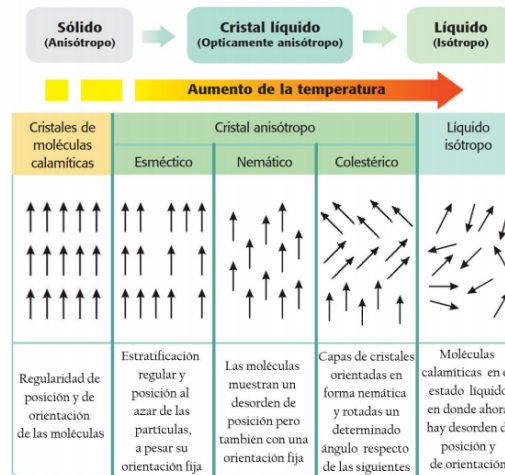 Sólido
(Anisótropo)
Cristal líquido
(Opticamente anisótropo)
Líquido
(Isótropo)
Aumento de la temperatura
Cristales de
moléculas
calamíticas
Cristal anisótropo
Esméctico
Nemático
Colestérico
Líquido
isótropo
Regularidad de
posición y de
orientación
de las moléculas
Estratificación
regular y
posición al
azar de las
partículas,
a pesar su
orientación fija
Las moléculas
muestran un
desorden de
posición pero
también con una
orientación fija
Capas de cristales
orientadas en
forma nemática
y rotadas un
determinado
ángulo respecto
de las siguientes
Moléculas
calamíticas en e
estado líquido
en donde ahora
hay desorden d
posición y
de orientación